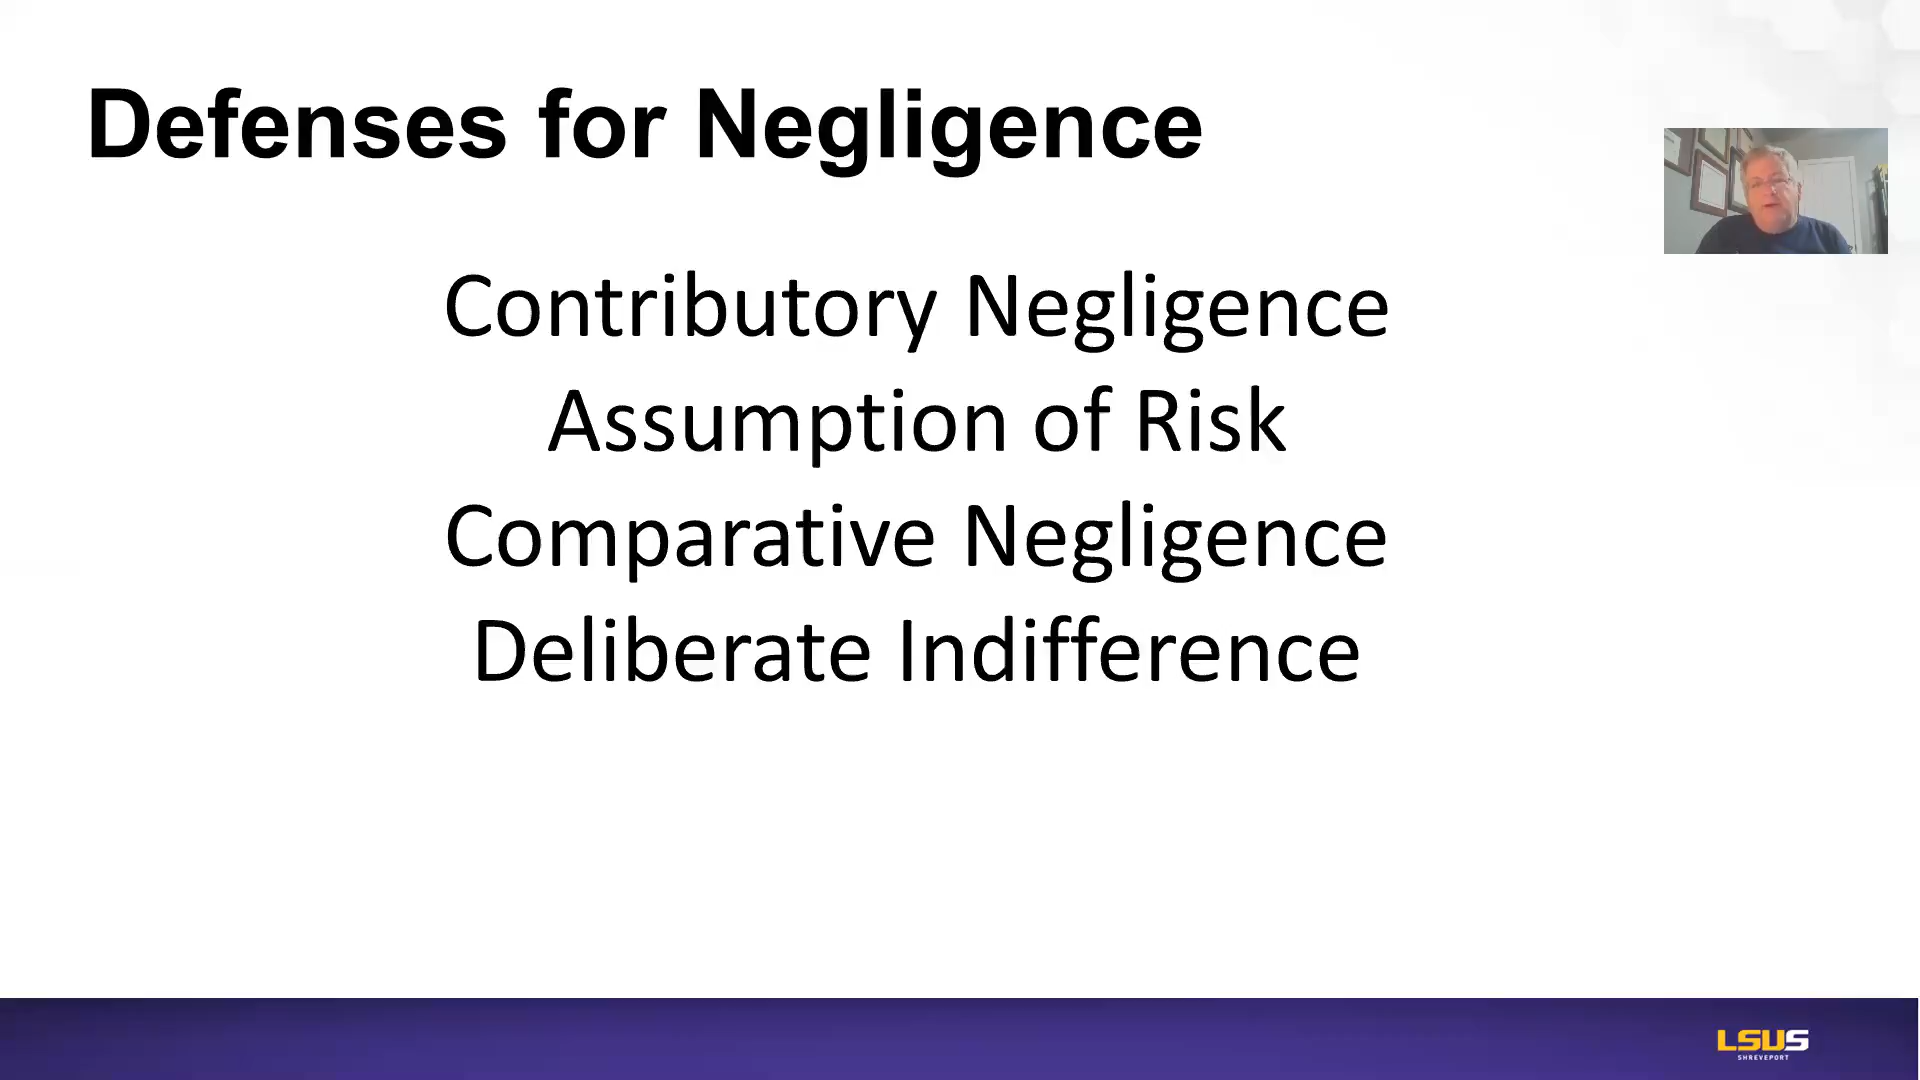 Defenses for Negligence
Contributory Negligence
Assumption of Risk
Comparative Negligence
Deliberate Indifference
LSUS
SHREVEPORT